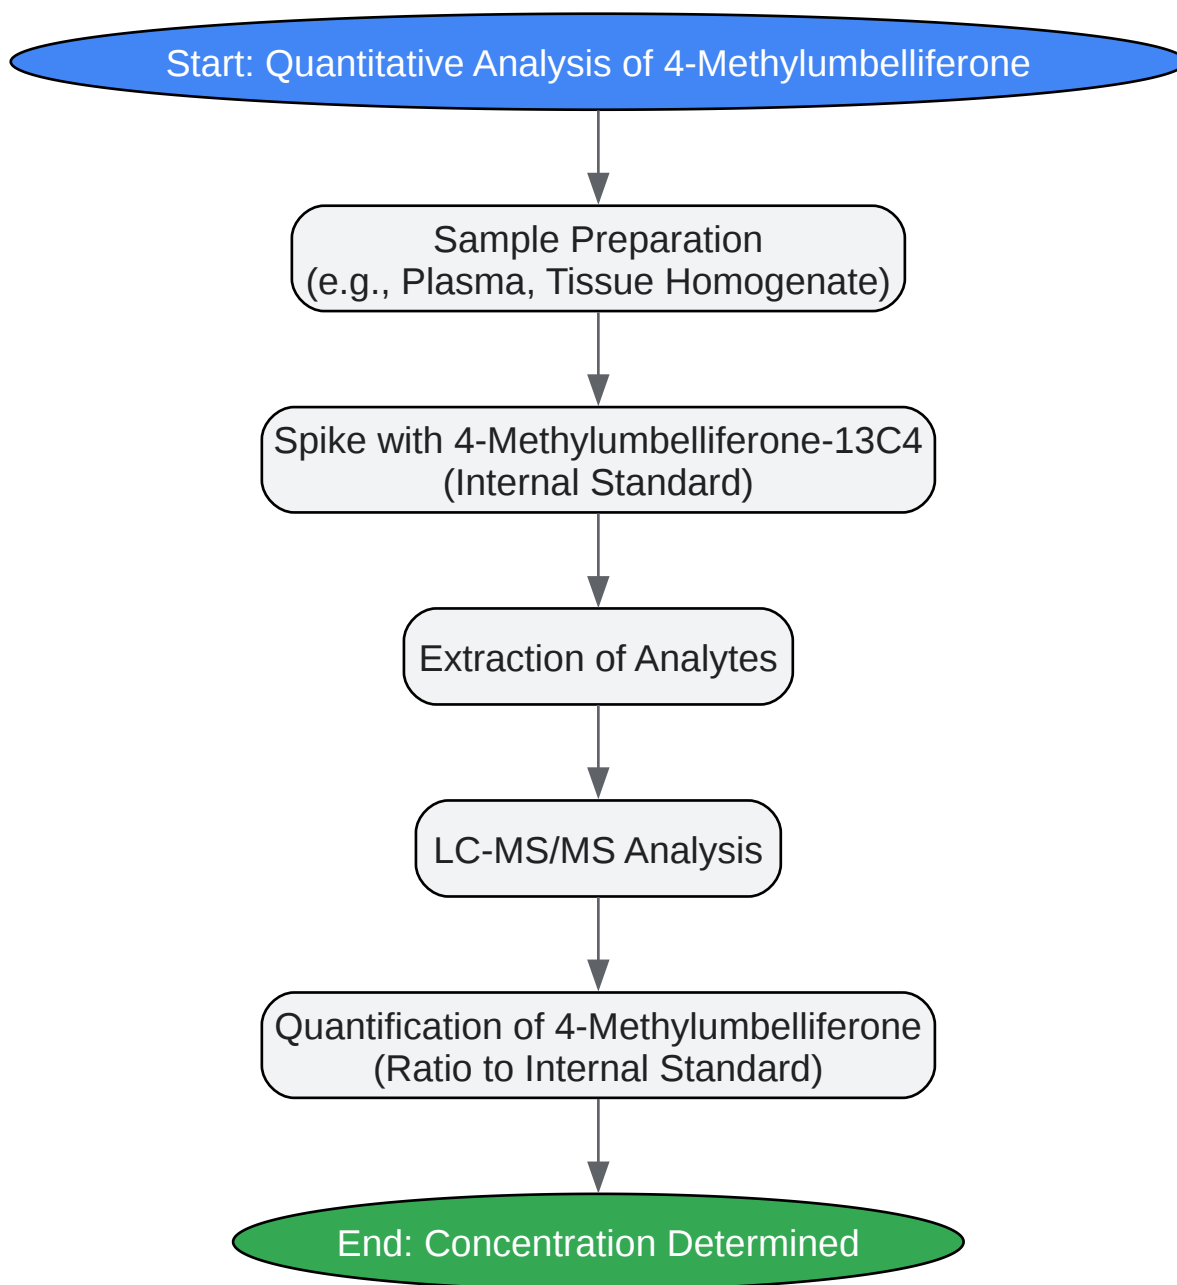 Start: Quantitative Analysis of 4-Methylumbelliferone
Sample Preparation
(e.g., Plasma, Tissue Homogenate)
Spike with 4-Methylumbelliferone-13C4
(Internal Standard)
Extraction of Analytes
LC-MS/MS Analysis
Quantification of 4-Methylumbelliferone
(Ratio to Internal Standard)
End: Concentration Determined